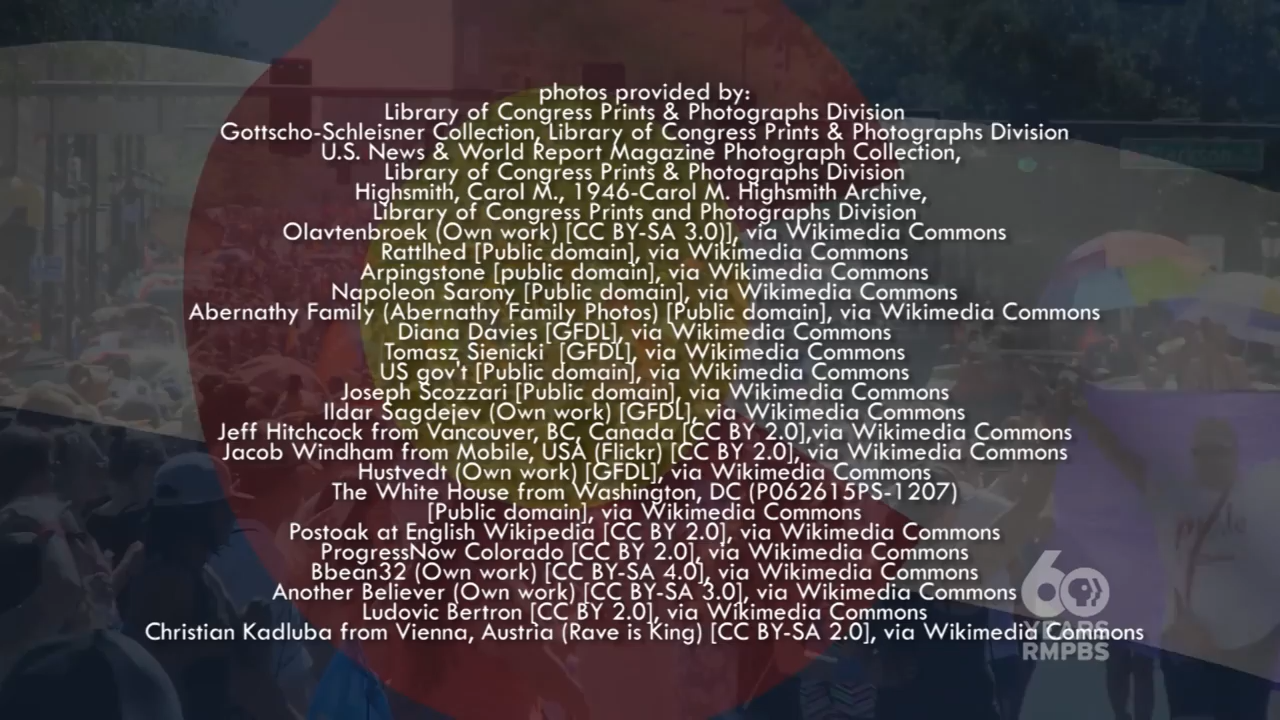 photos provided by:
Library of Congress Prints & Photographs Division
Gottscho-Schleisner Collection, Library of Congress Prints & Photographs Division
U.S. News & World Report Magazine Photograph Collection,
Library of Congress Prints & Photographs Division
Highsmith, Carol M., 1946-Carol M. Highsmith Archive,
Library of Congress Prints and Photographs Division
Olavtenbroek (Own work) [CC BY-SA 3.0)], via Wikimedia Commons
Rattlhed [Public domain], via Wikimedia Commons
Arpingstone [public domain], via Wikimedia Commons
Napoleon Sarony [Public domain], via Wikimedia Commons
Abernathy Family (Abernathy Family Photos) [Public domain], via Wikimedia Commons
Diana Davies [GFDL], via Wikimedia Commons
Tomasz Sienicki [GFDL], via Wikimedia Commons
US gov't [Public domain], via Wikimedia Commons
Joseph Scozzari [Public domain], via Wikimedia Commons
Ildar Sagdejev (Own work) [GFDL], via Wikimedia Commons
Jeff Hitchcock from Vancouver, BC, Canada [CC BY 2.0],via Wikimedia Commons
Jacob Windham from Mobile, USA (Flickr) [CC BY 2.0], via Wikimedia Commons
Hustvedt (Own work) [GFDL], via Wikimedia Commons
The White House from Washington, DC (P062615PS-1207)
[Public domain], via Wikimedia Commons
Postoak at English Wikipedia [CC BY 2.0], via Wikimedia Commons
ProgressNow Colorado [CC BY 2.0], via Wikimedia Commons
Bbean32 (Own work) [CC BY-SA 4.0], via Wikimedia Commons
Another Believer (Own work) [CC BY-SA 3.0], via Wikimedia Commons
Ludovic Bertron [CC BY 2.0], via Wikimedia Commons
Christian Kadluba from Vienna, Austria (Rave is King) [CC BY-SA 2.0], via Wikimedia Commons
60
YEARS
RMPBS